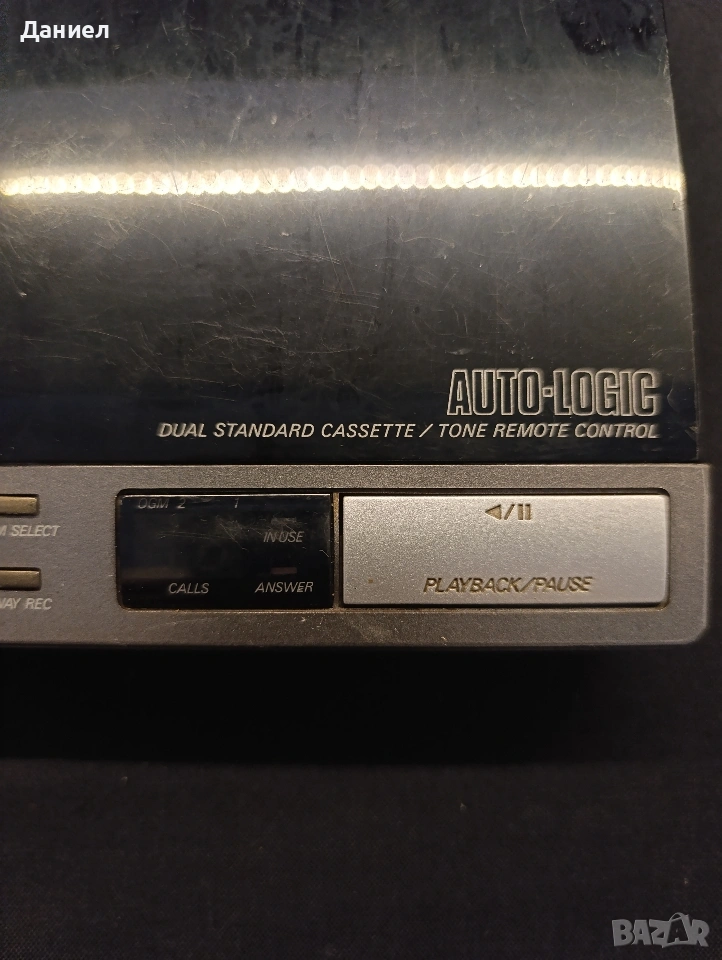 Даниел
AUTO-LOGIC
DUAL STANDARD CASSETTE / TONE REMOTE CONTROL
OGM 2 1
M SELECT
IN USE
◁/II
CALLS ANSWER
PLAYBACK/PAUSE
WAY REC
BAZAR